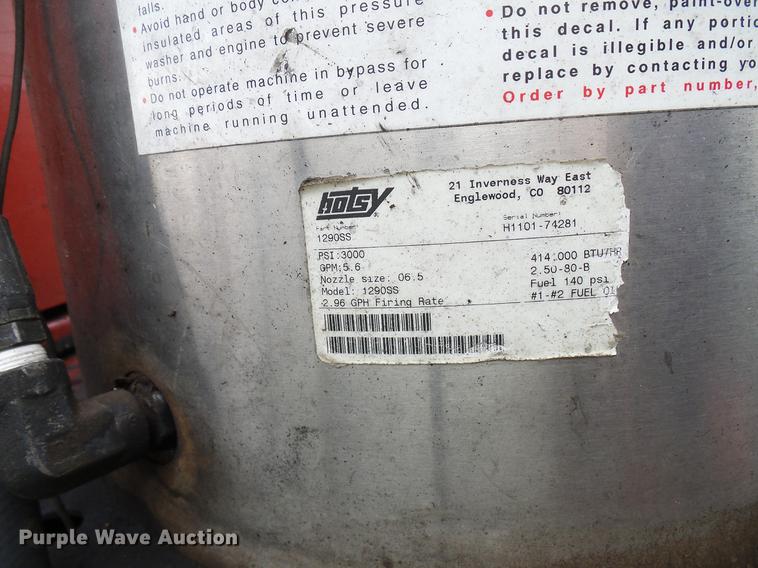 falls.
• Avoid hand or body
insulated areas of this pressure
washer and engine to prevent severe
burns.
• Do not operate machine in bypass for
long periods of time or leave
machine running unattended.
• Do not remove, paint-over
this decal. If any
decal is illegible and/or
replace by contacting
Order by part number,
hotsy
21 Inverness Way East
Englewood, CO 80112
Part Number:
1290SS
Serial Number:
H1101-74281
PSI:3000
414.000 BTU/HR
GPM:5.6
2.50-80-B
Nozzle size: 06.5
Fuel 140 psi
Model: 1290SS
#1-#2 FUEL
2.96 GPH Firing Rate
Purple Wave Auction